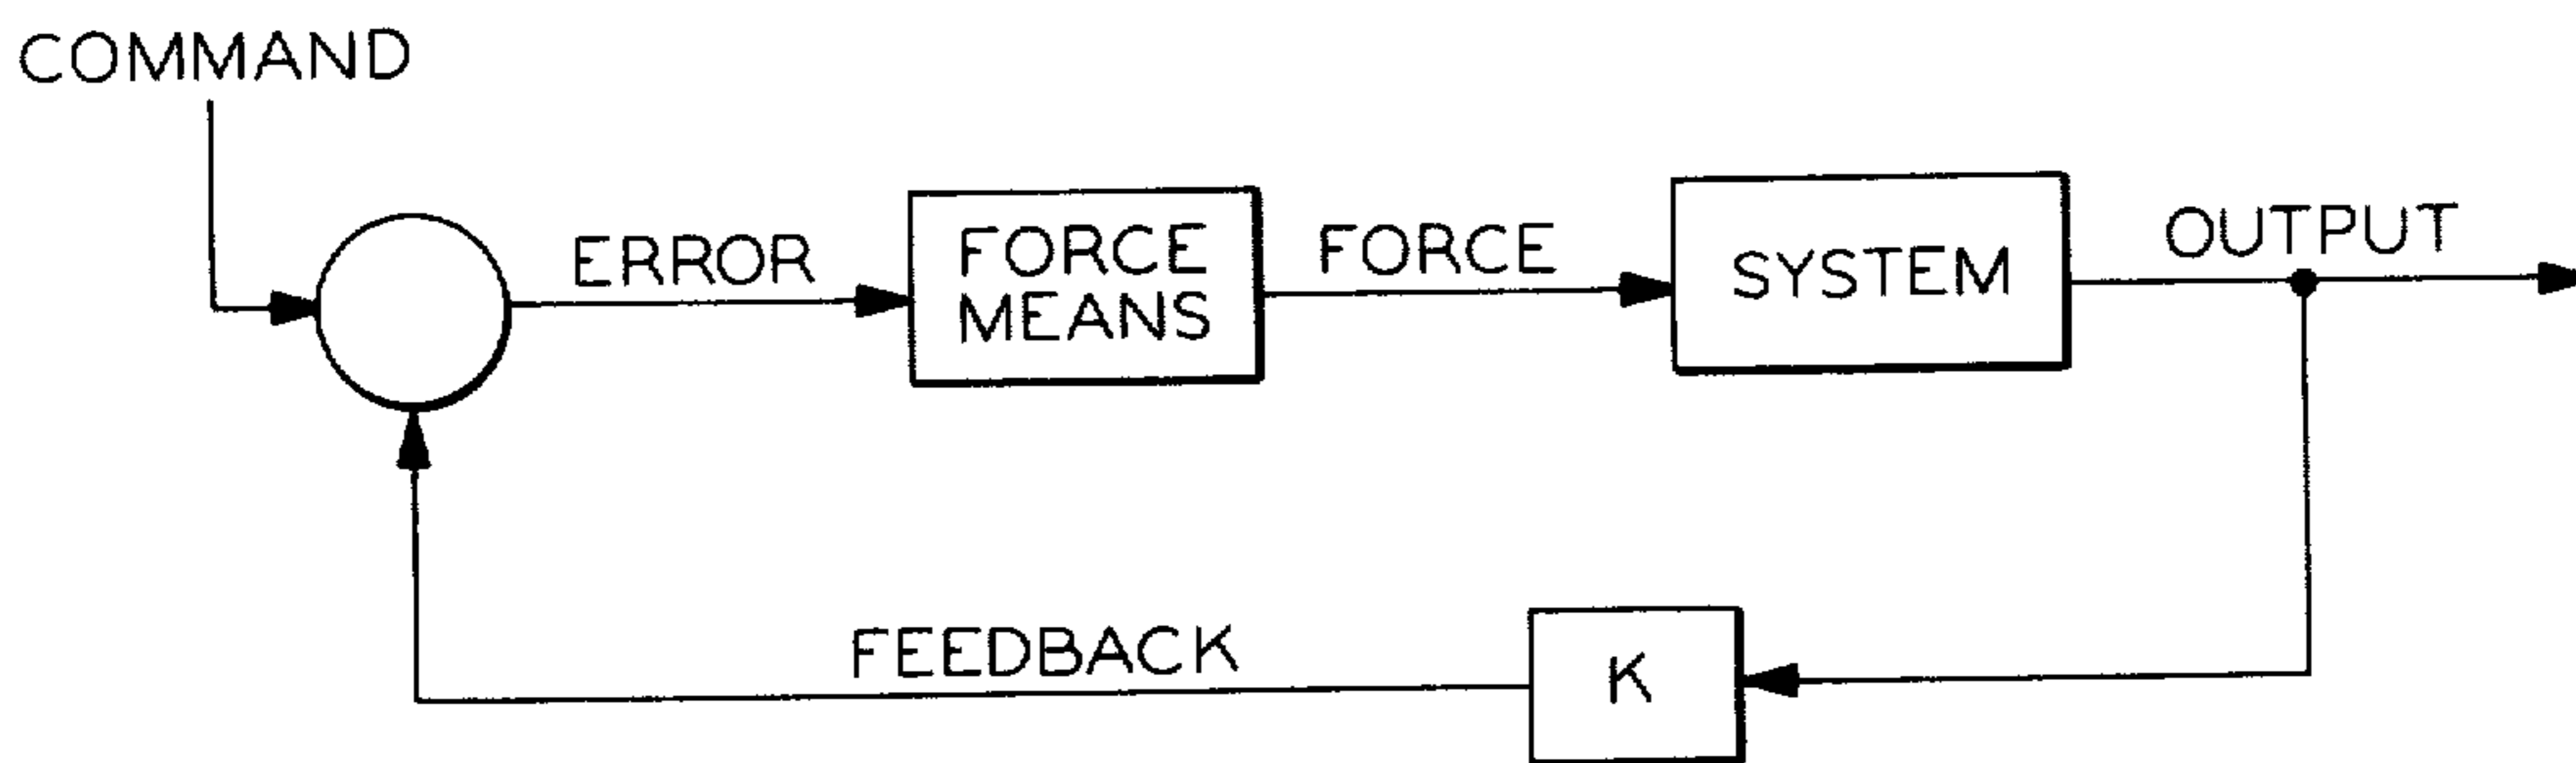 COMMAND
ERROR
FORCE
MEANS
FORCE
SYSTEM
OUTPUT
FEEDBACK
K